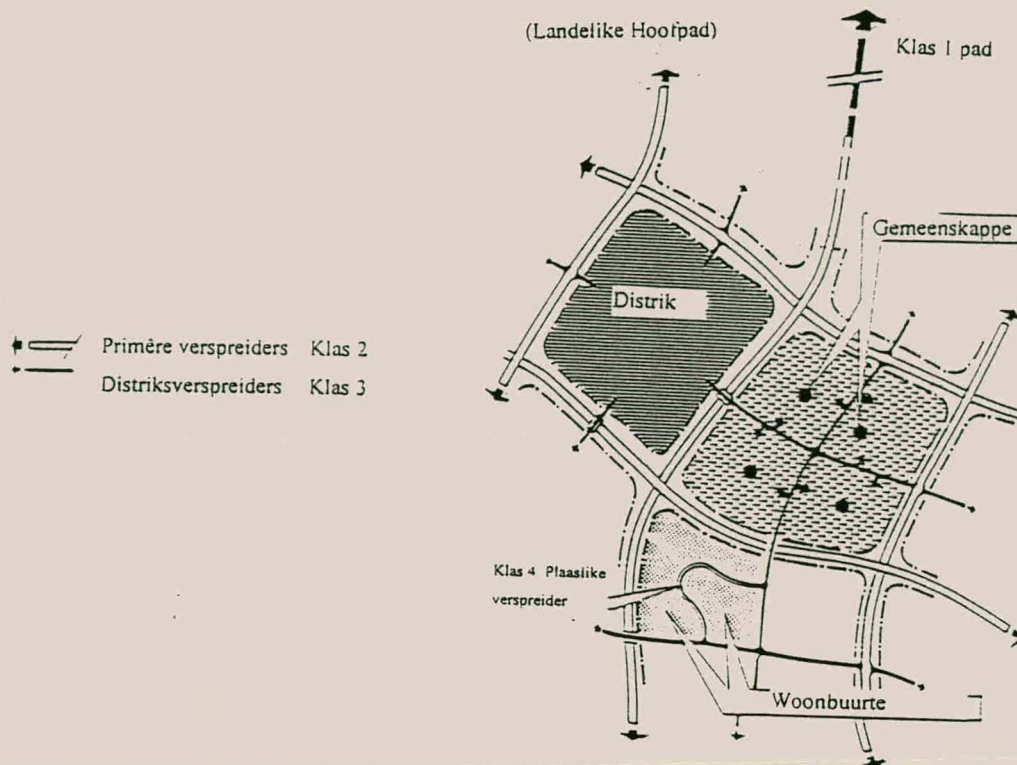 (Landelike Hoofpad)
Klas 1 pad
Gemeenskappe
Distrik
Primêre verspreiders Klas 2
Distriksverspreiders Klas 3
Klas 4 Plaaslike
verspreider
Woonbuurte